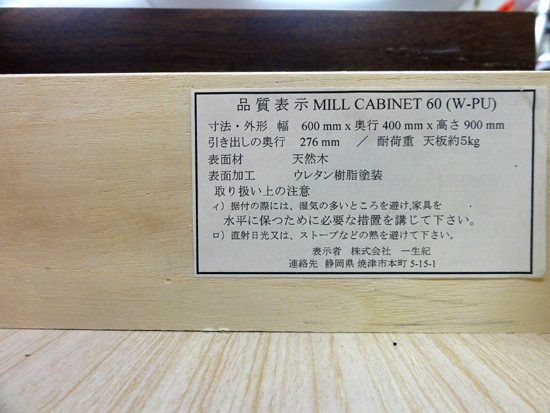 品質表示 MILL CABINET 60 (W-PU)
寸法・外形 幅 600 mm x 奥行 400 mm x 高さ 900 mm
引き出しの奥行 276 mm ／ 耐荷重 天板約5kg
表面材 天然木
表面加工 ウレタン樹脂塗装
取り扱い上の注意
イ）据付の際には、湿気の多いところを避け,家具を
水平に保つために必要な措置を講じて下さい。
ロ）直射日光又は、ストーブなどの熱を避けて下さい。
表示者 株式会社 一生紀
連絡先 静岡県 焼津市本町 5-15-1